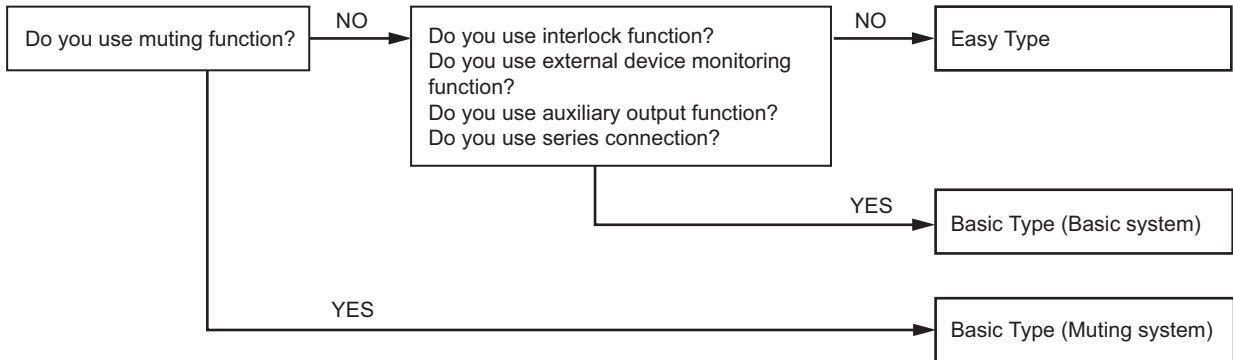 Do you use muting function?
NO
Do you use interlock function?
Do you use external device monitoring
function?
Do you use auxiliary output function?
Do you use series connection?
NO
Easy Type
YES
Basic Type (Basic system)
YES
Basic Type (Muting system)